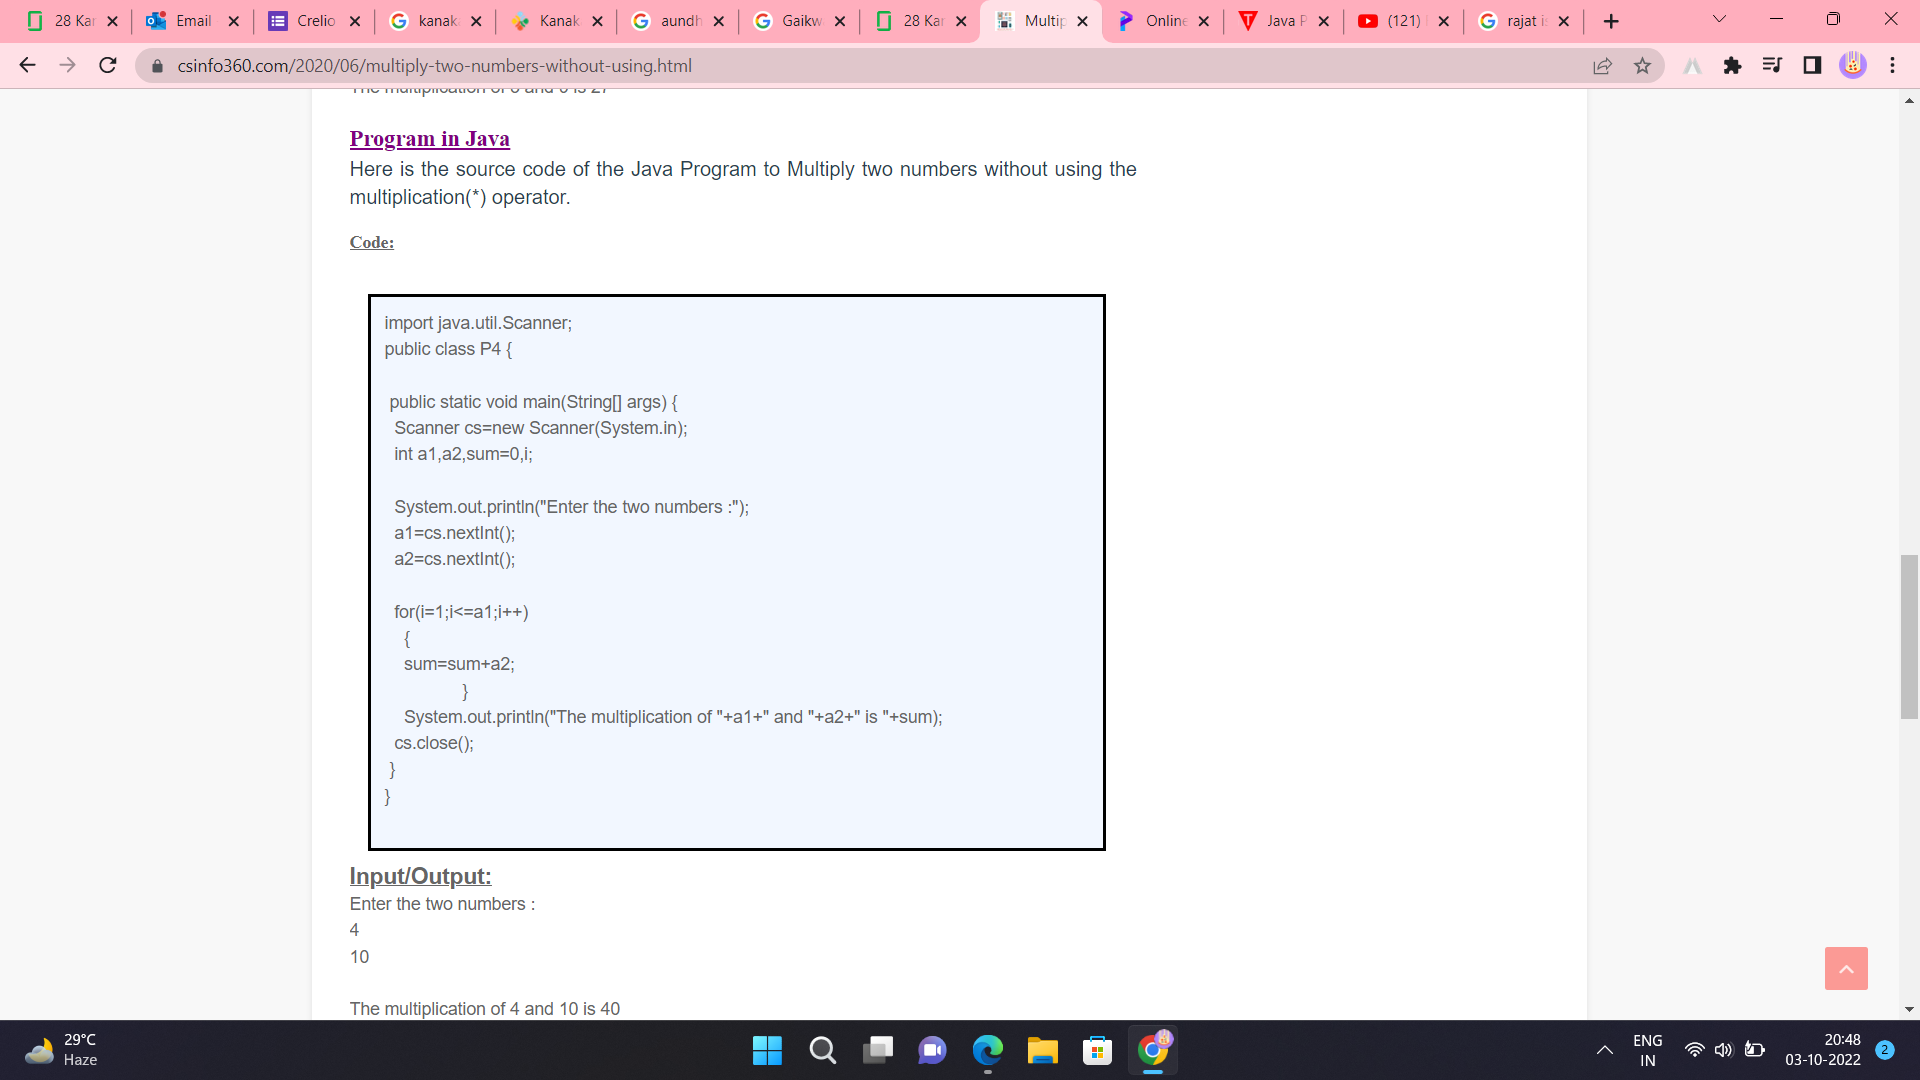 28 Kar
Email
Crelio
kanak
Kanak
aundh
Gaikw
28 Kar
Multip
Online
Java P
(121)
rajat i
csinfo360.com/2020/06/multiply-two-numbers-without-using.html
Program in Java
Here is the source code of the Java Program to Multiply two numbers without using the
multiplication(*) operator.
Code:
import java.util.Scanner;
public class P4 {
public static void main(String[] args) {
Scanner cs=new Scanner(System.in);
int a1,a2,sum=0,i;
System.out.println("Enter the two numbers :");
a1=cs.nextInt();
a2=cs.nextInt();
for(i=1;i<=a1;i++)
{
sum=sum+a2;
}
System.out.println("The multiplication of "+a1+" and "+a2+" is "+sum);
cs.close();
}
}
Input/Output:
Enter the two numbers :
4
10
The multiplication of 4 and 10 is 40
29°C
Haze
ENG
IN
20:48
03-10-2022
2